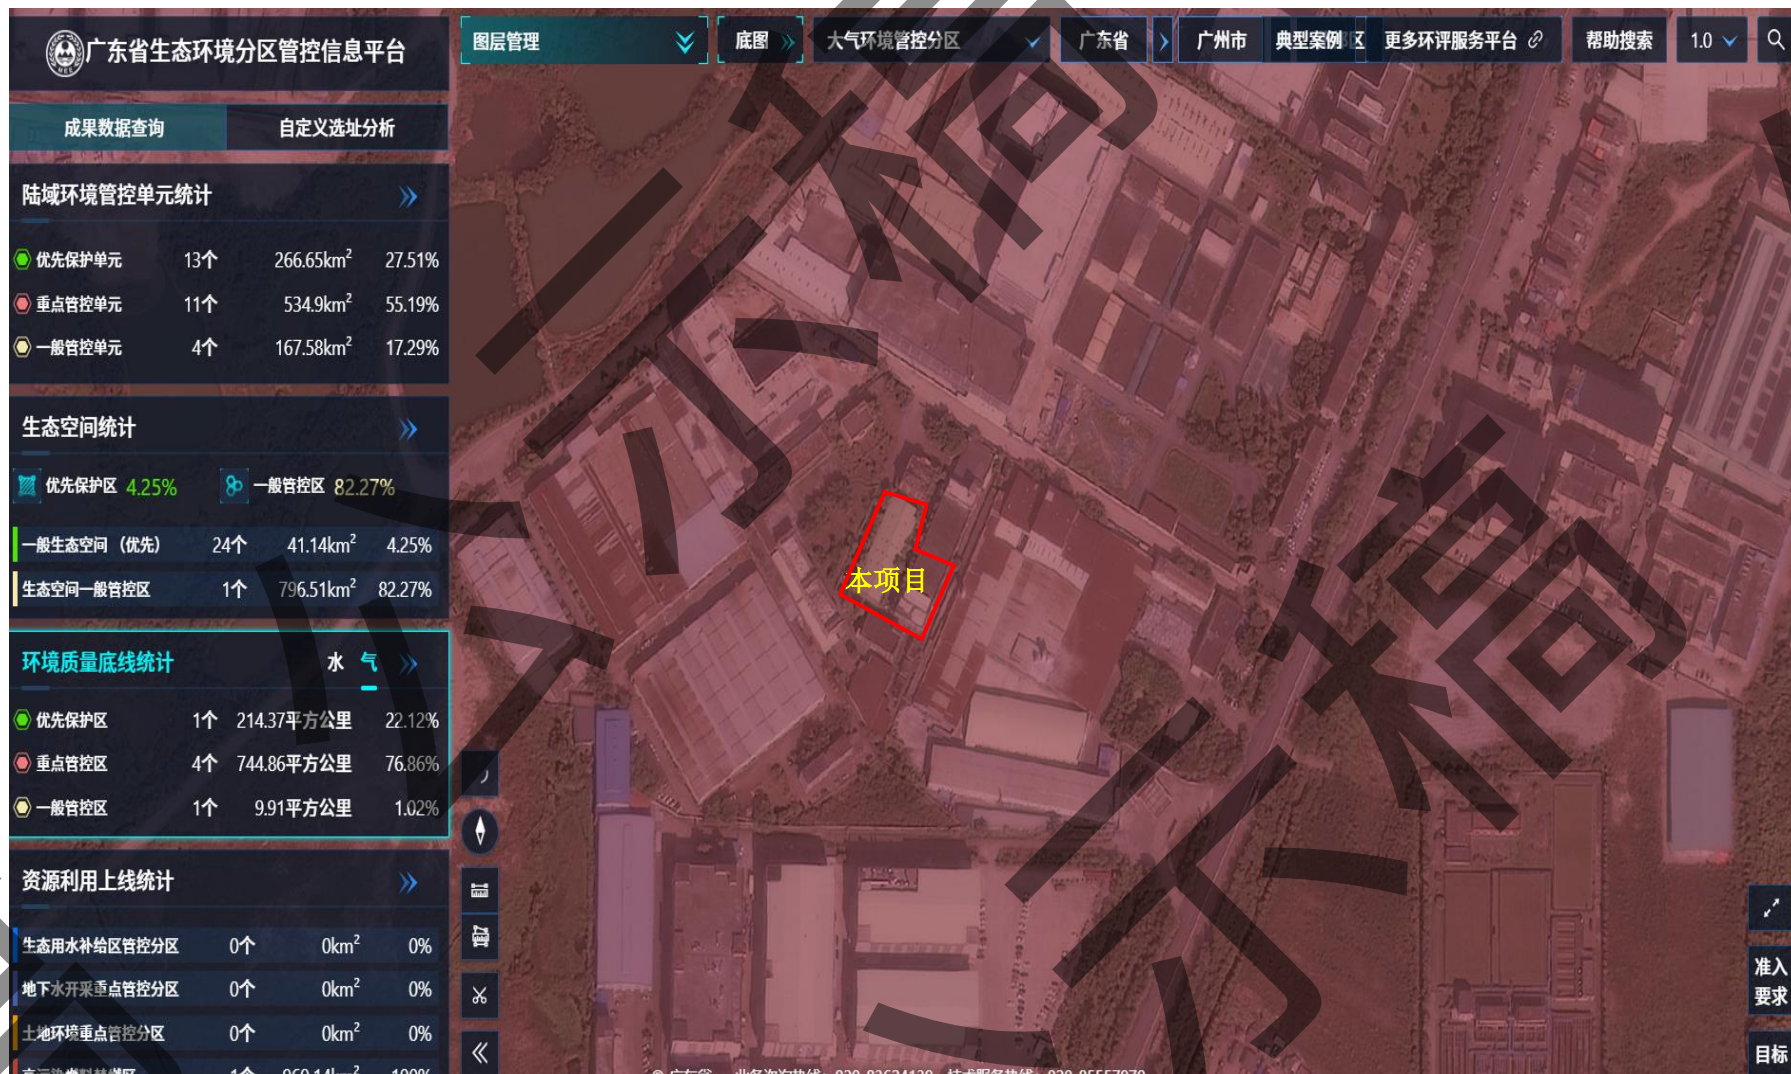 广东省生态环境分区管控信息平台
图层管理
底图
大气环境管控分区
广东省
广州市
典型案例
区
更多环评服务平台
帮助搜索
1.0
成果数据查询
自定义选址分析
陆域环境管控单元统计
优先保护单元 13个 266.65km² 27.51%
重点管控单元 11个 534.9km² 55.19%
一般管控单元 4个 167.58km² 17.29%
生态空间统计
优先保护区 4.25% 一般管控区 82.27%
一般生态空间（优先） 24个 41.14km² 4.25%
生态空间一般管控区 1个 796.51km² 82.27%
环境质量底线统计 水 气
优先保护区 1个 214.37平方公里 22.12%
重点管控区 4个 744.86平方公里 76.86%
一般管控区 1个 9.91平方公里 1.02%
资源利用上线统计
生态用水补给区管控分区 0个 0km² 0%
地下水开采重点管控分区 0个 0km² 0%
土地环境重点管控分区 0个 0km² 0%
本项目
准入
要求
目标
公示稿
公示稿